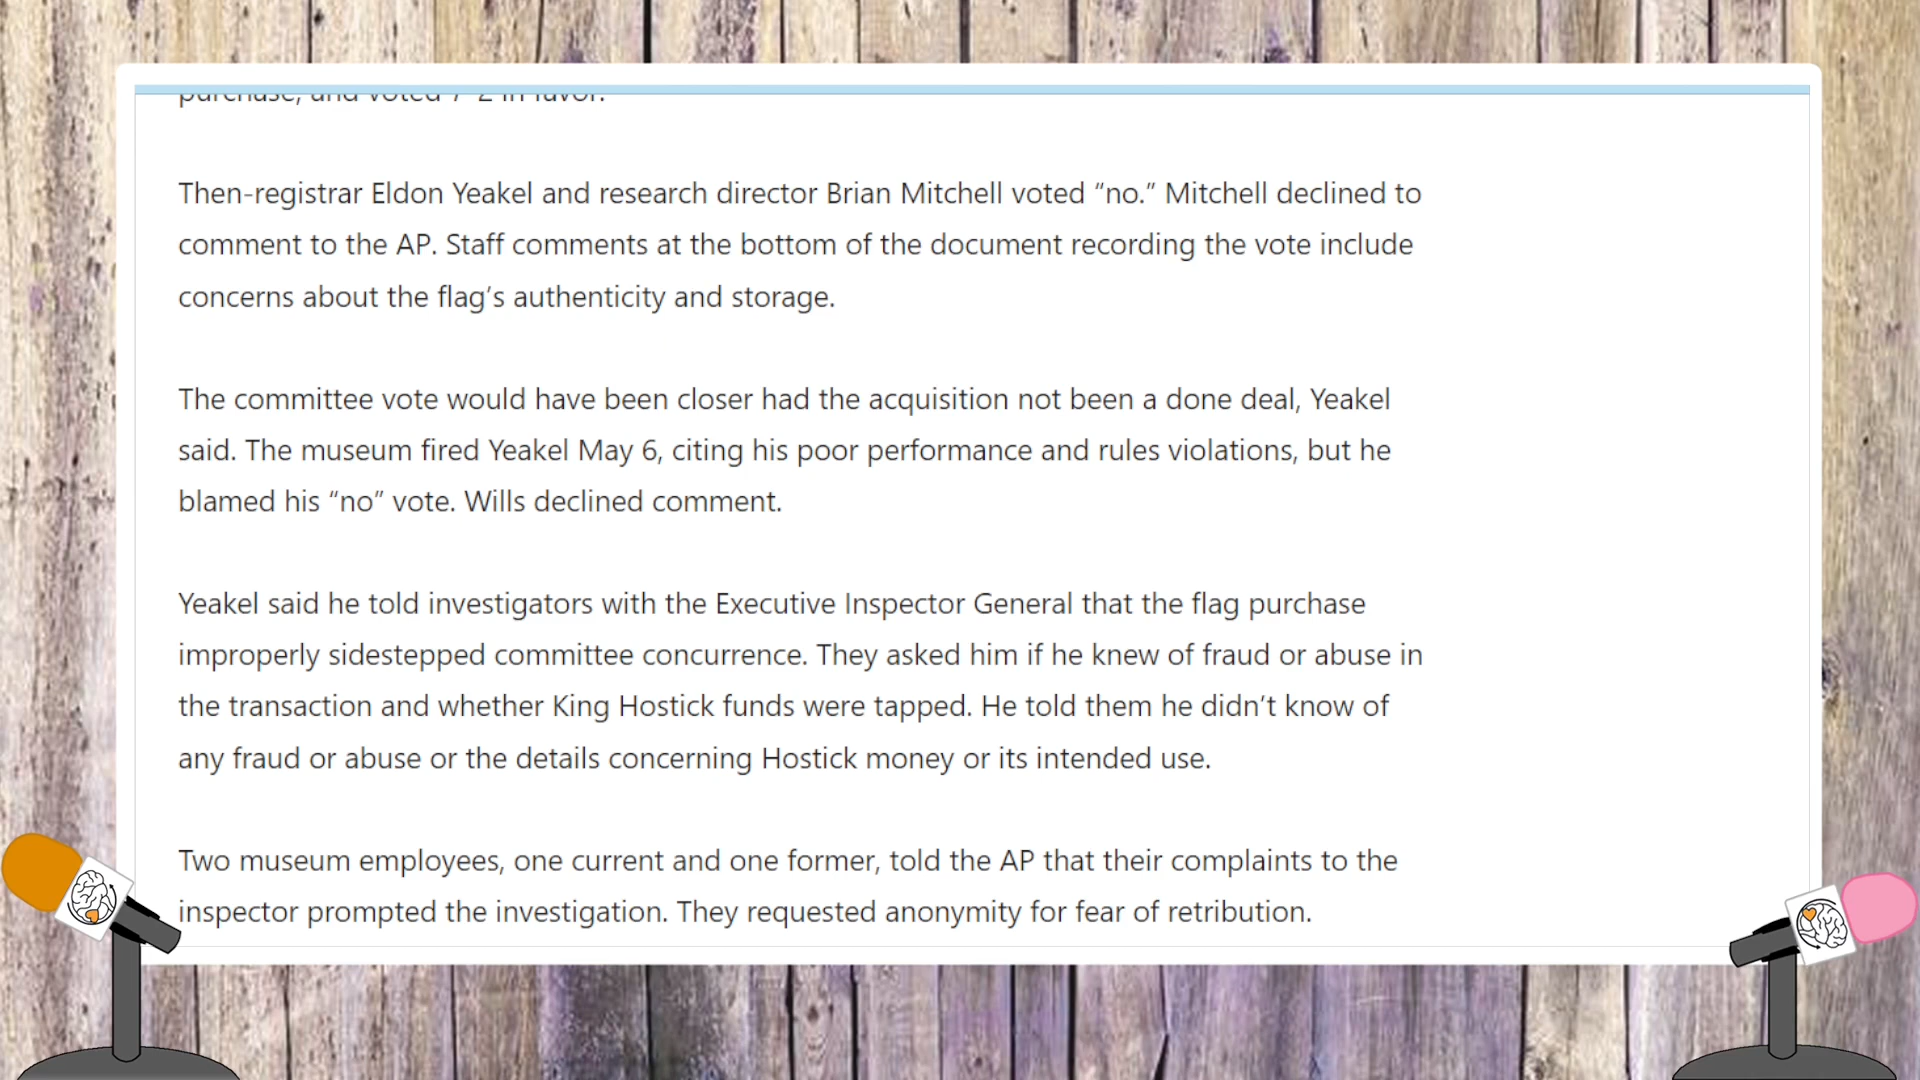 purchase, and voted 7-2 in favor.
Then-registrar Eldon Yeakel and research director Brian Mitchell voted “no.” Mitchell declined to
comment to the AP. Staff comments at the bottom of the document recording the vote include
concerns about the flag’s authenticity and storage.
The committee vote would have been closer had the acquisition not been a done deal, Yeakel
said. The museum fired Yeakel May 6, citing his poor performance and rules violations, but he
blamed his “no” vote. Wills declined comment.
Yeakel said he told investigators with the Executive Inspector General that the flag purchase
improperly sidestepped committee concurrence. They asked him if he knew of fraud or abuse in
the transaction and whether King Hostick funds were tapped. He told them he didn’t know of
any fraud or abuse or the details concerning Hostick money or its intended use.
Two museum employees, one current and one former, told the AP that their complaints to the
inspector prompted the investigation. They requested anonymity for fear of retribution.